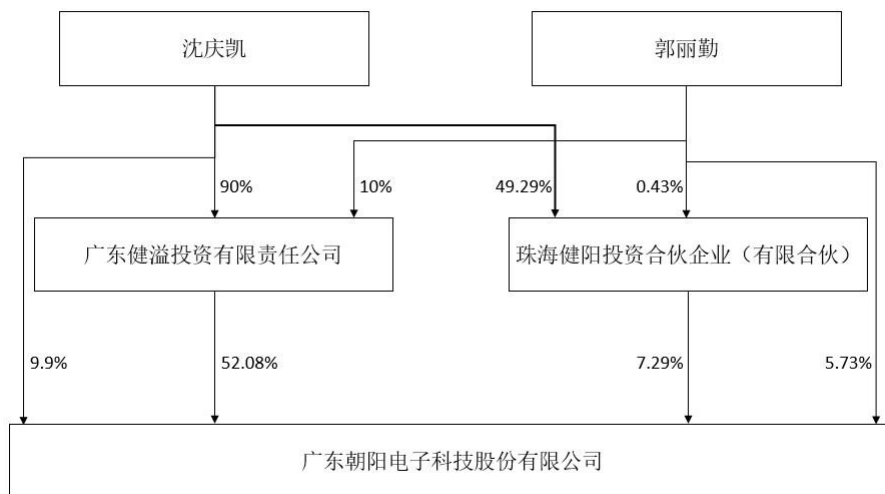 沈庆凯
郭丽勤
90%
10%
49.29%
0.43%
广东健溢投资有限责任公司
珠海健阳投资合伙企业（有限合伙）
9.9%
52.08%
7.29%
5.73%
广东朝阳电子科技股份有限公司